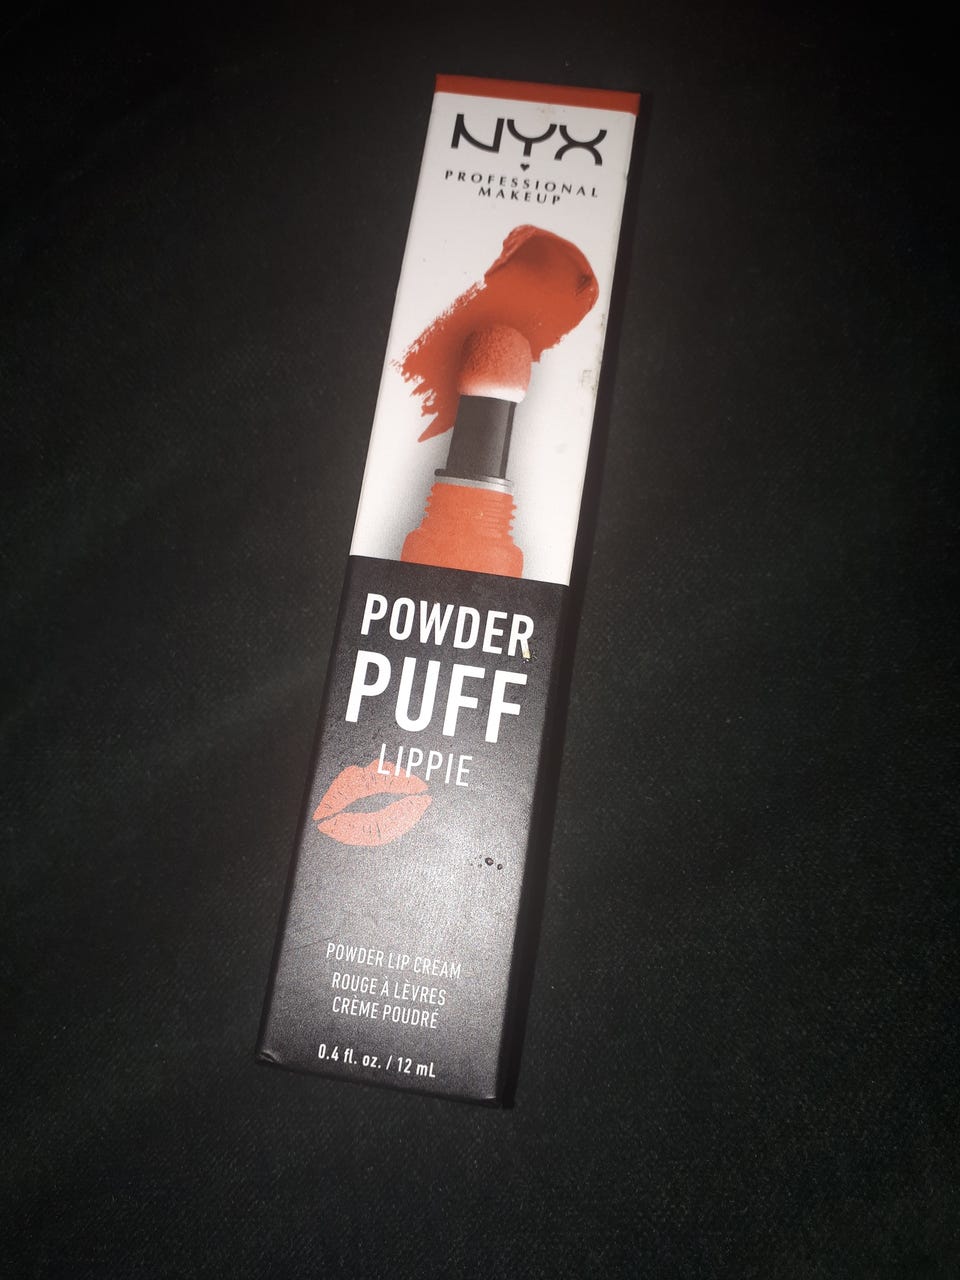 NYX
PROFESSIONAL
MAKEUP
POWDER
PUFF
LIPPIE
POWDER LIP CREAM
ROUGE À LÈVRES
CRÈME POUDRÉ
0.4 fl. oz. / 12 mL